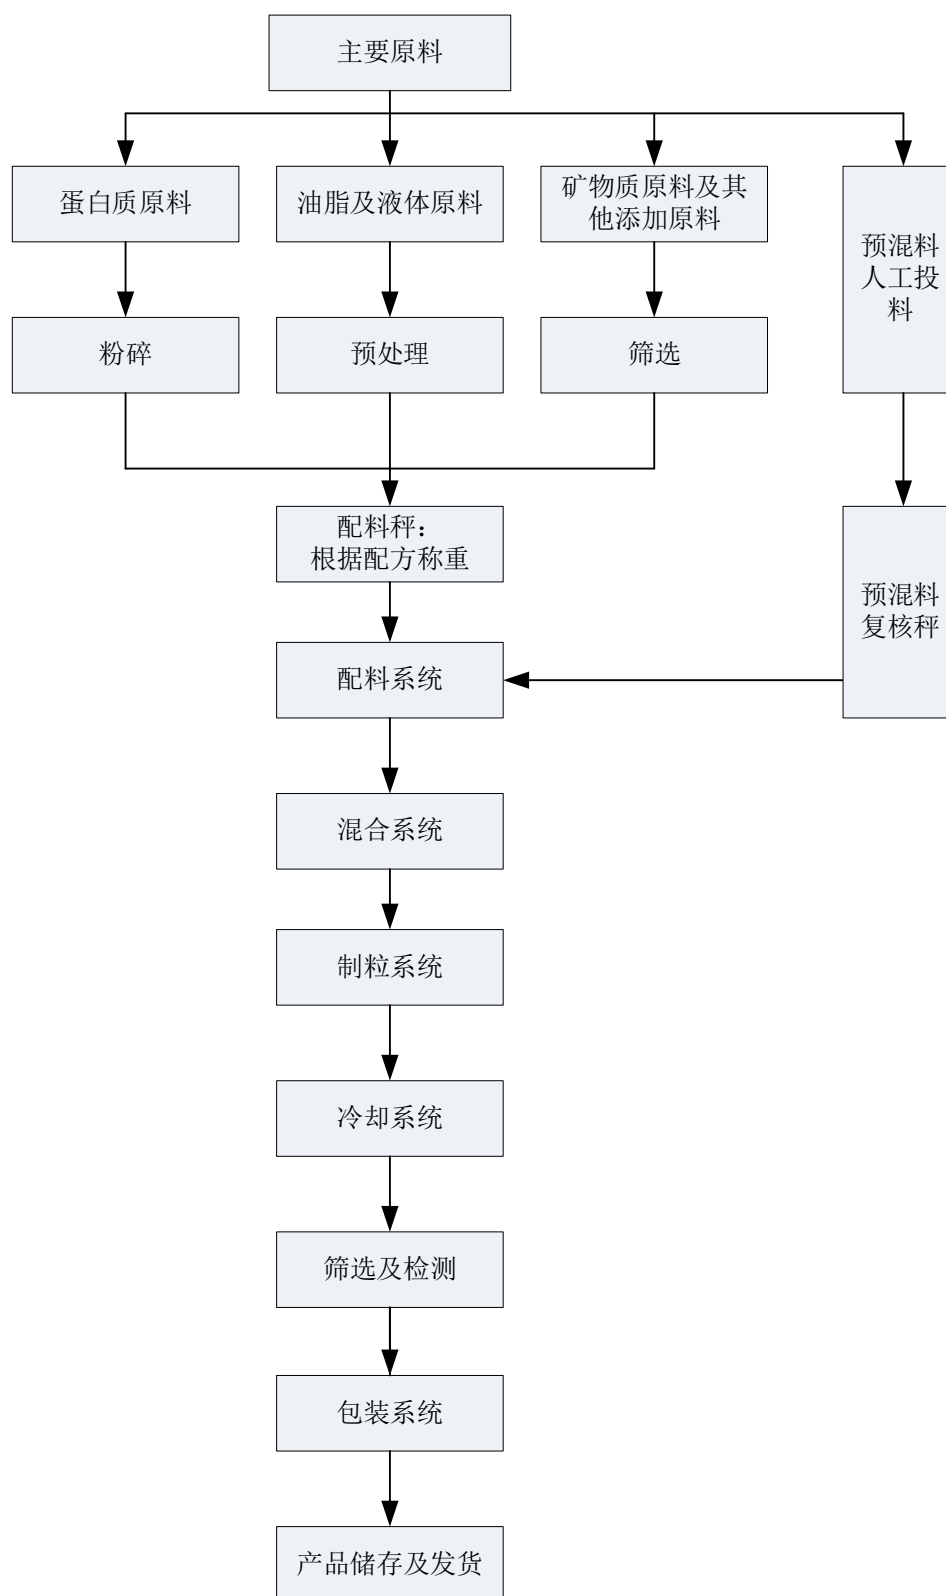 主要原料
蛋白质原料
油脂及液体原料
矿物质原料及其
他添加原料
预混料
人工投
料
粉碎
预处理
筛选
配料秤：
根据配方称重
预混料
复核秤
配料系统
混合系统
制粒系统
冷却系统
筛选及检测
包装系统
产品储存及发货